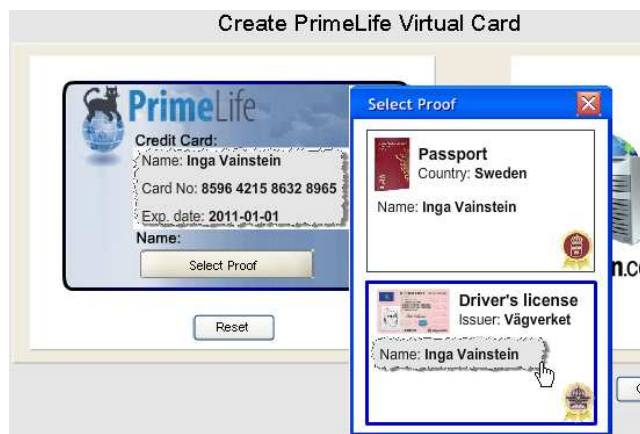 Create PrimeLife Virtual Card
PrimeLife
Credit Card:
Name: Inga Vainstein
Card No: 8596 4215 8632 8965
Exp. date: 2011-01-01
Name:
Select Proof
Reset
Select Proof
Passport
Country: Sweden
Name: Inga Vainstein
Driver's license
Issuer: Vägverket
Name: Inga Vainstein
n.c